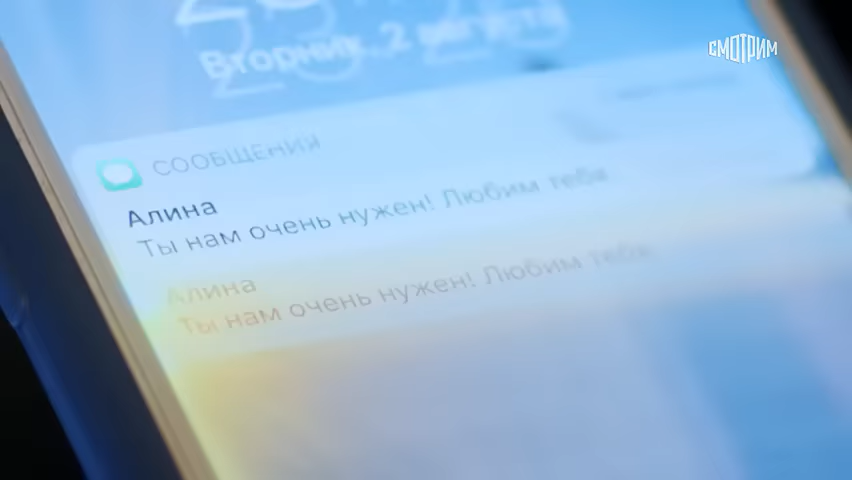 СМОТРИМ
Вторник, 2 августа
СООБЩЕНИЯ
Алина
Ты нам очень нужен! Любим тебя
Алина
Ты нам очень нужен! Любим тебя